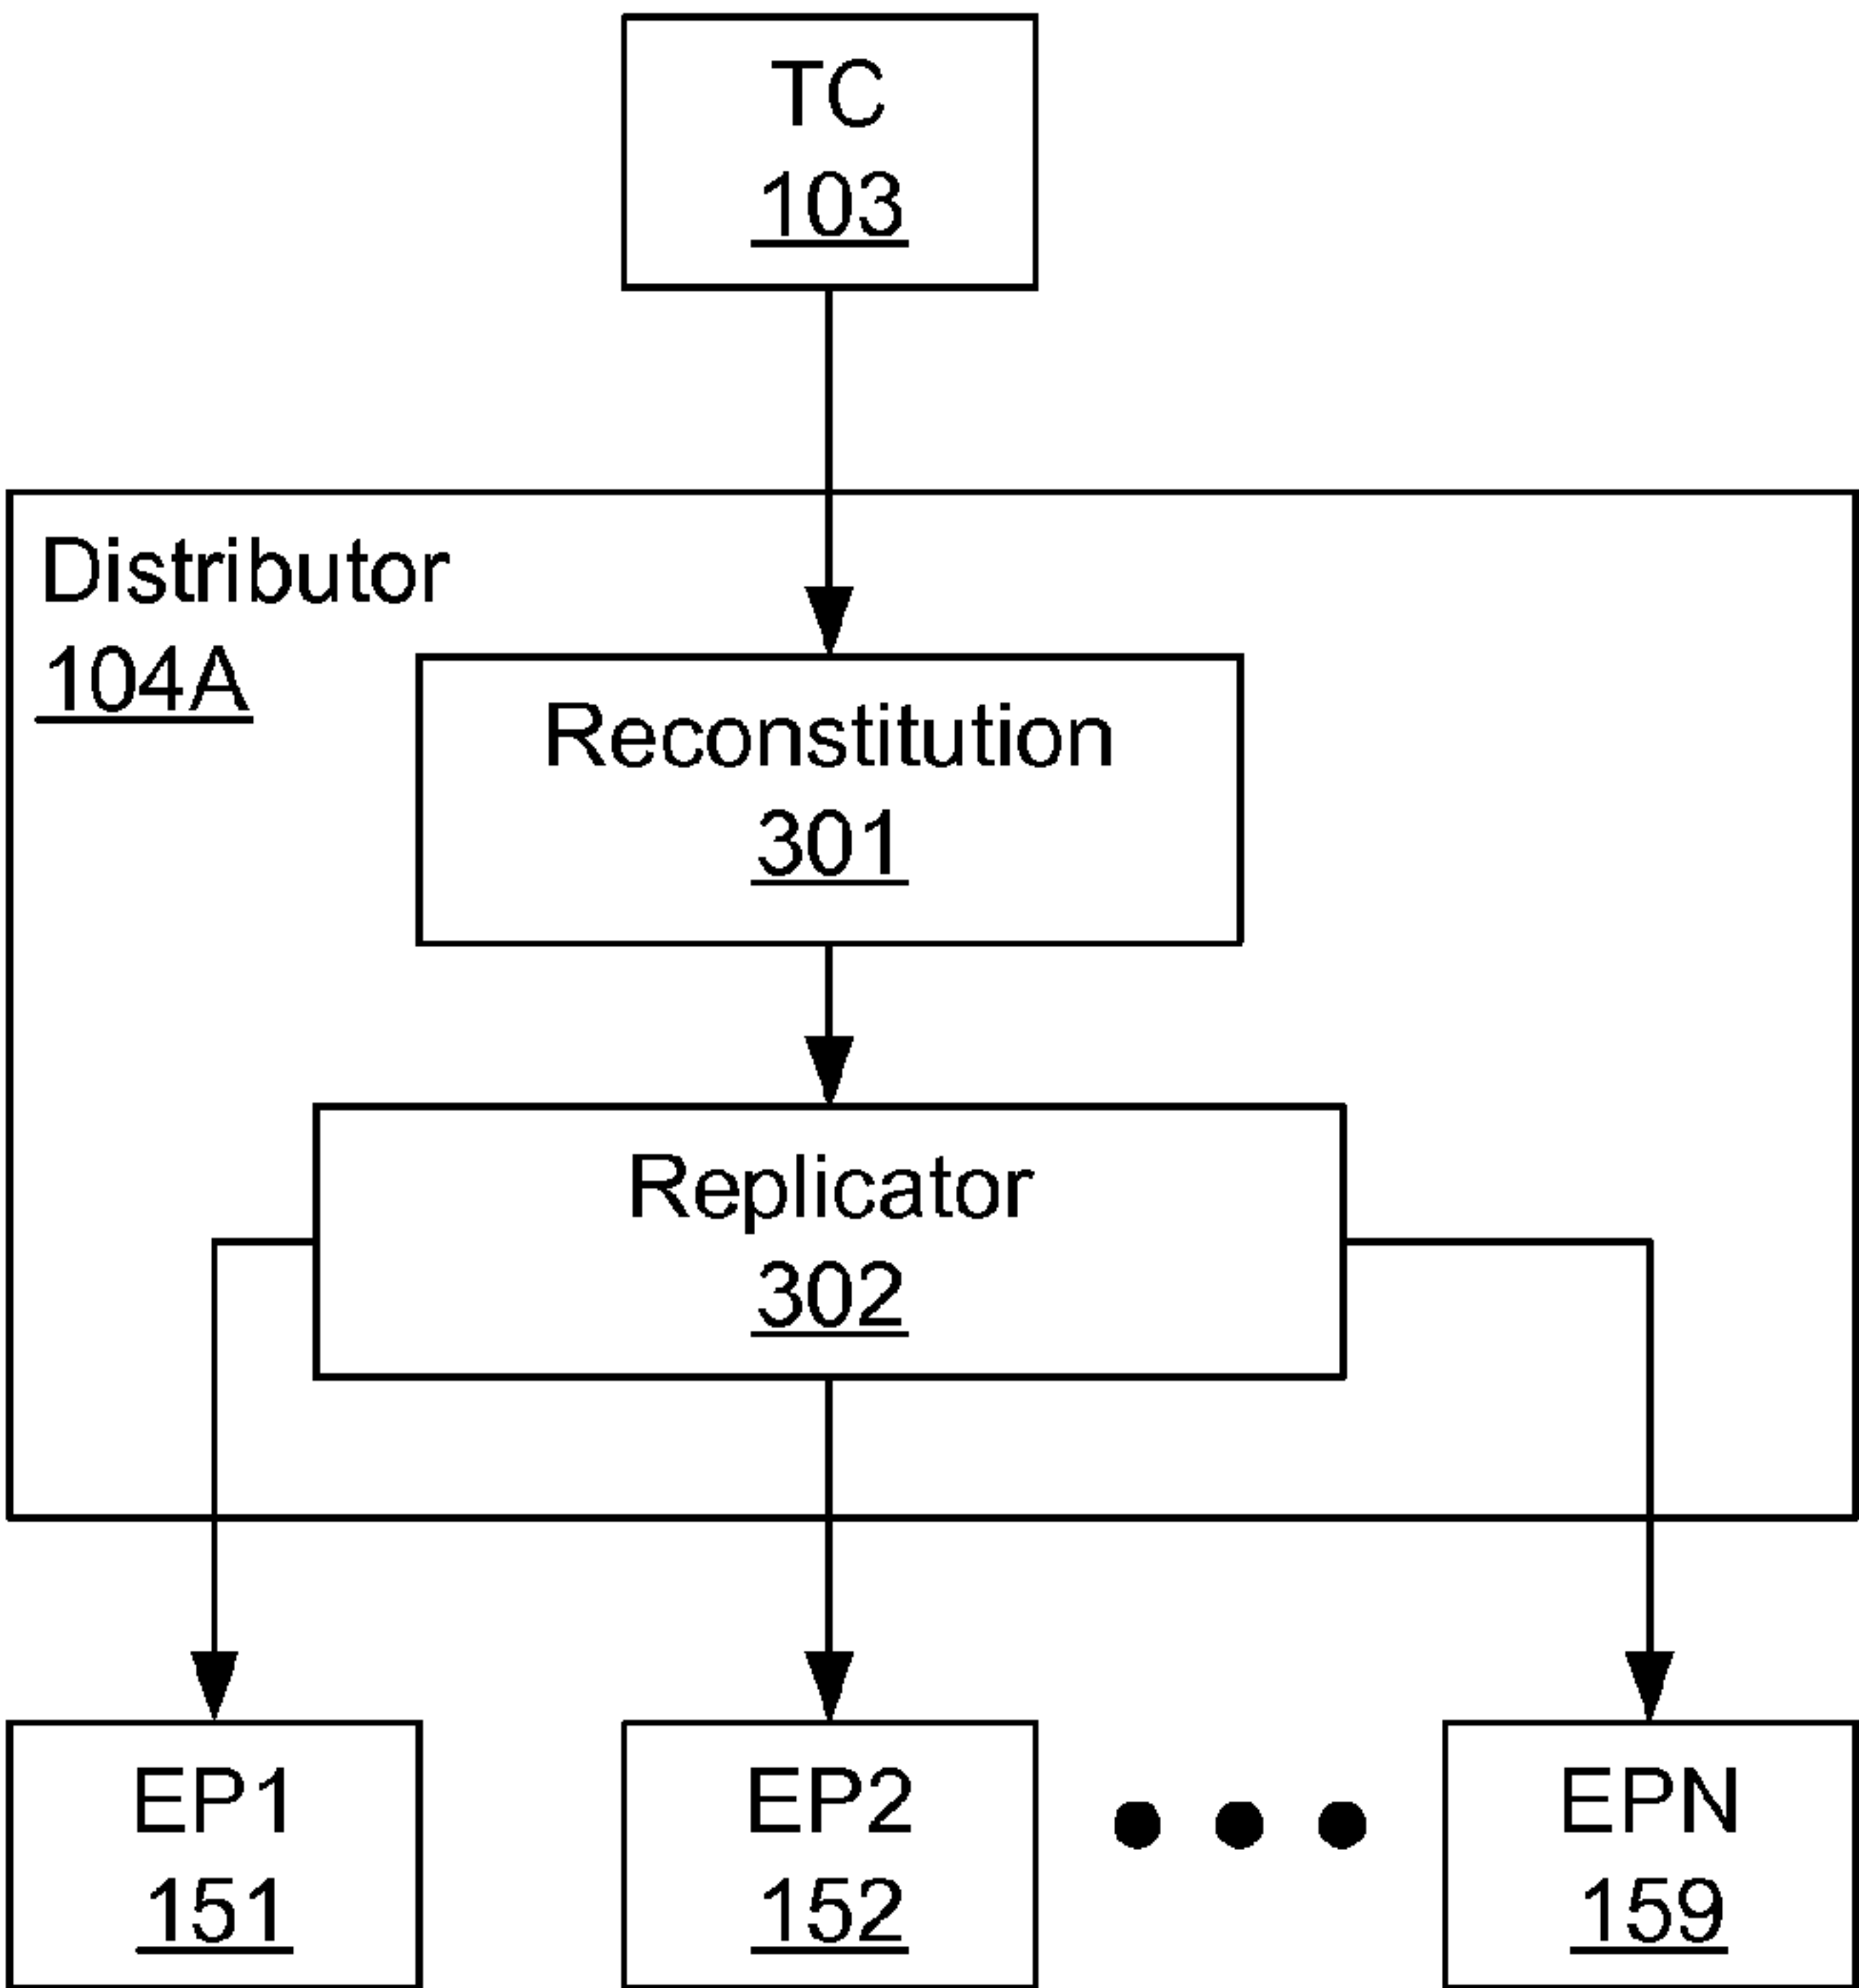 TC
103
Distributor
104A
Reconstitution
301
Replicator
302
EP1
151
EP2
152
EPN
159